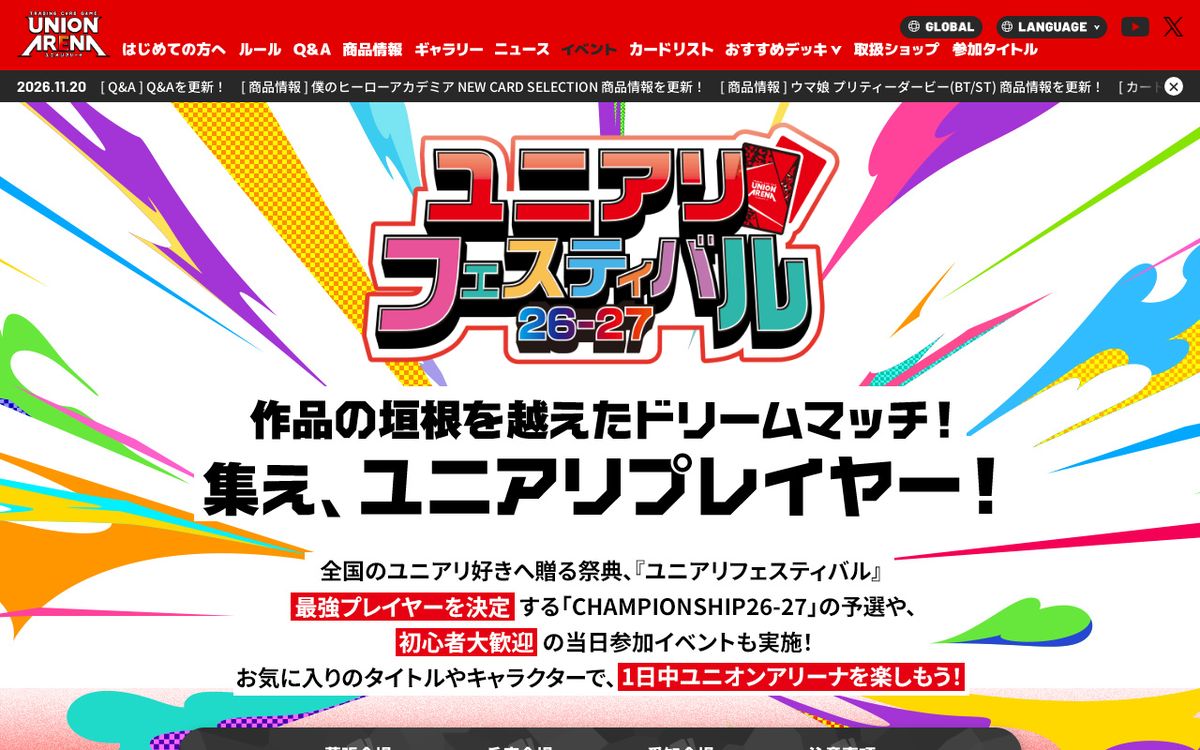 TRADING CARD GAME
UNION ARENA
ユニオンアリーナ
GLOBAL
LANGUAGE
はじめての方へ ルール Q&A 商品情報 ギャラリー ニュース イベント カードリスト おすすめデッキ 取扱ショップ 参加タイトル
2026.11.20 [ Q&A ] Q&Aを更新！ [ 商品情報 ] 僕のヒーローアカデミア NEW CARD SELECTION 商品情報を更新！ [ 商品情報 ] ウマ娘 プリティーダービー(BT/ST) 商品情報を更新！ [ カード
ユニアリ
UNION ARENA
フェスティバル
26-27
作品の垣根を越えたドリームマッチ！
集え、ユニアリプレイヤー！
全国のユニアリ好きへ贈る祭典、『ユニアリフェスティバル』
最強プレイヤーを決定 する「CHAMPIONSHIP26-27」の予選や、
初心者大歓迎 の当日参加イベントも実施！
お気に入りのタイトルやキャラクターで、1日中ユニオンアリーナを楽しもう！